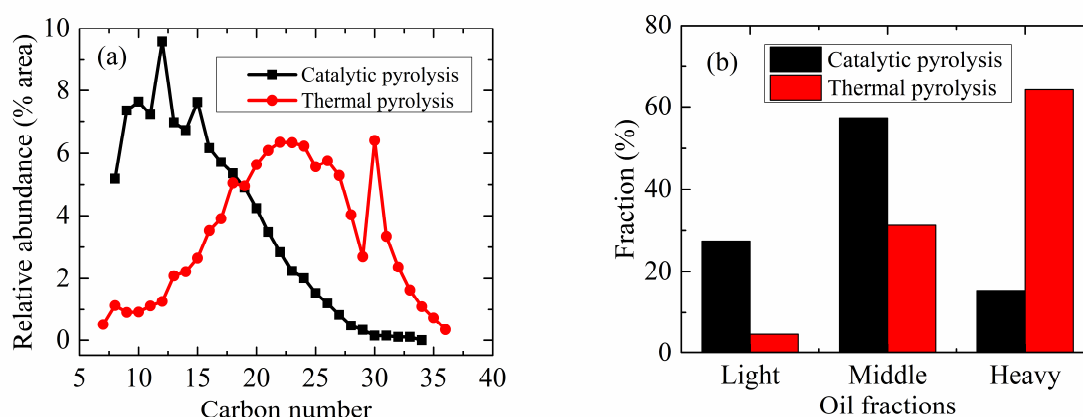 (a)
Catalytic pyrolysis
Thermal pyrolysis
Relative abundance (% area)
10
8
6
4
2
0
5 10 15 20 25 30 35 40
Carbon number
(b)
Catalytic pyrolysis
Thermal pyrolysis
Fraction (%)
80
60
40
20
0
Light Middle Heavy
Oil fractions